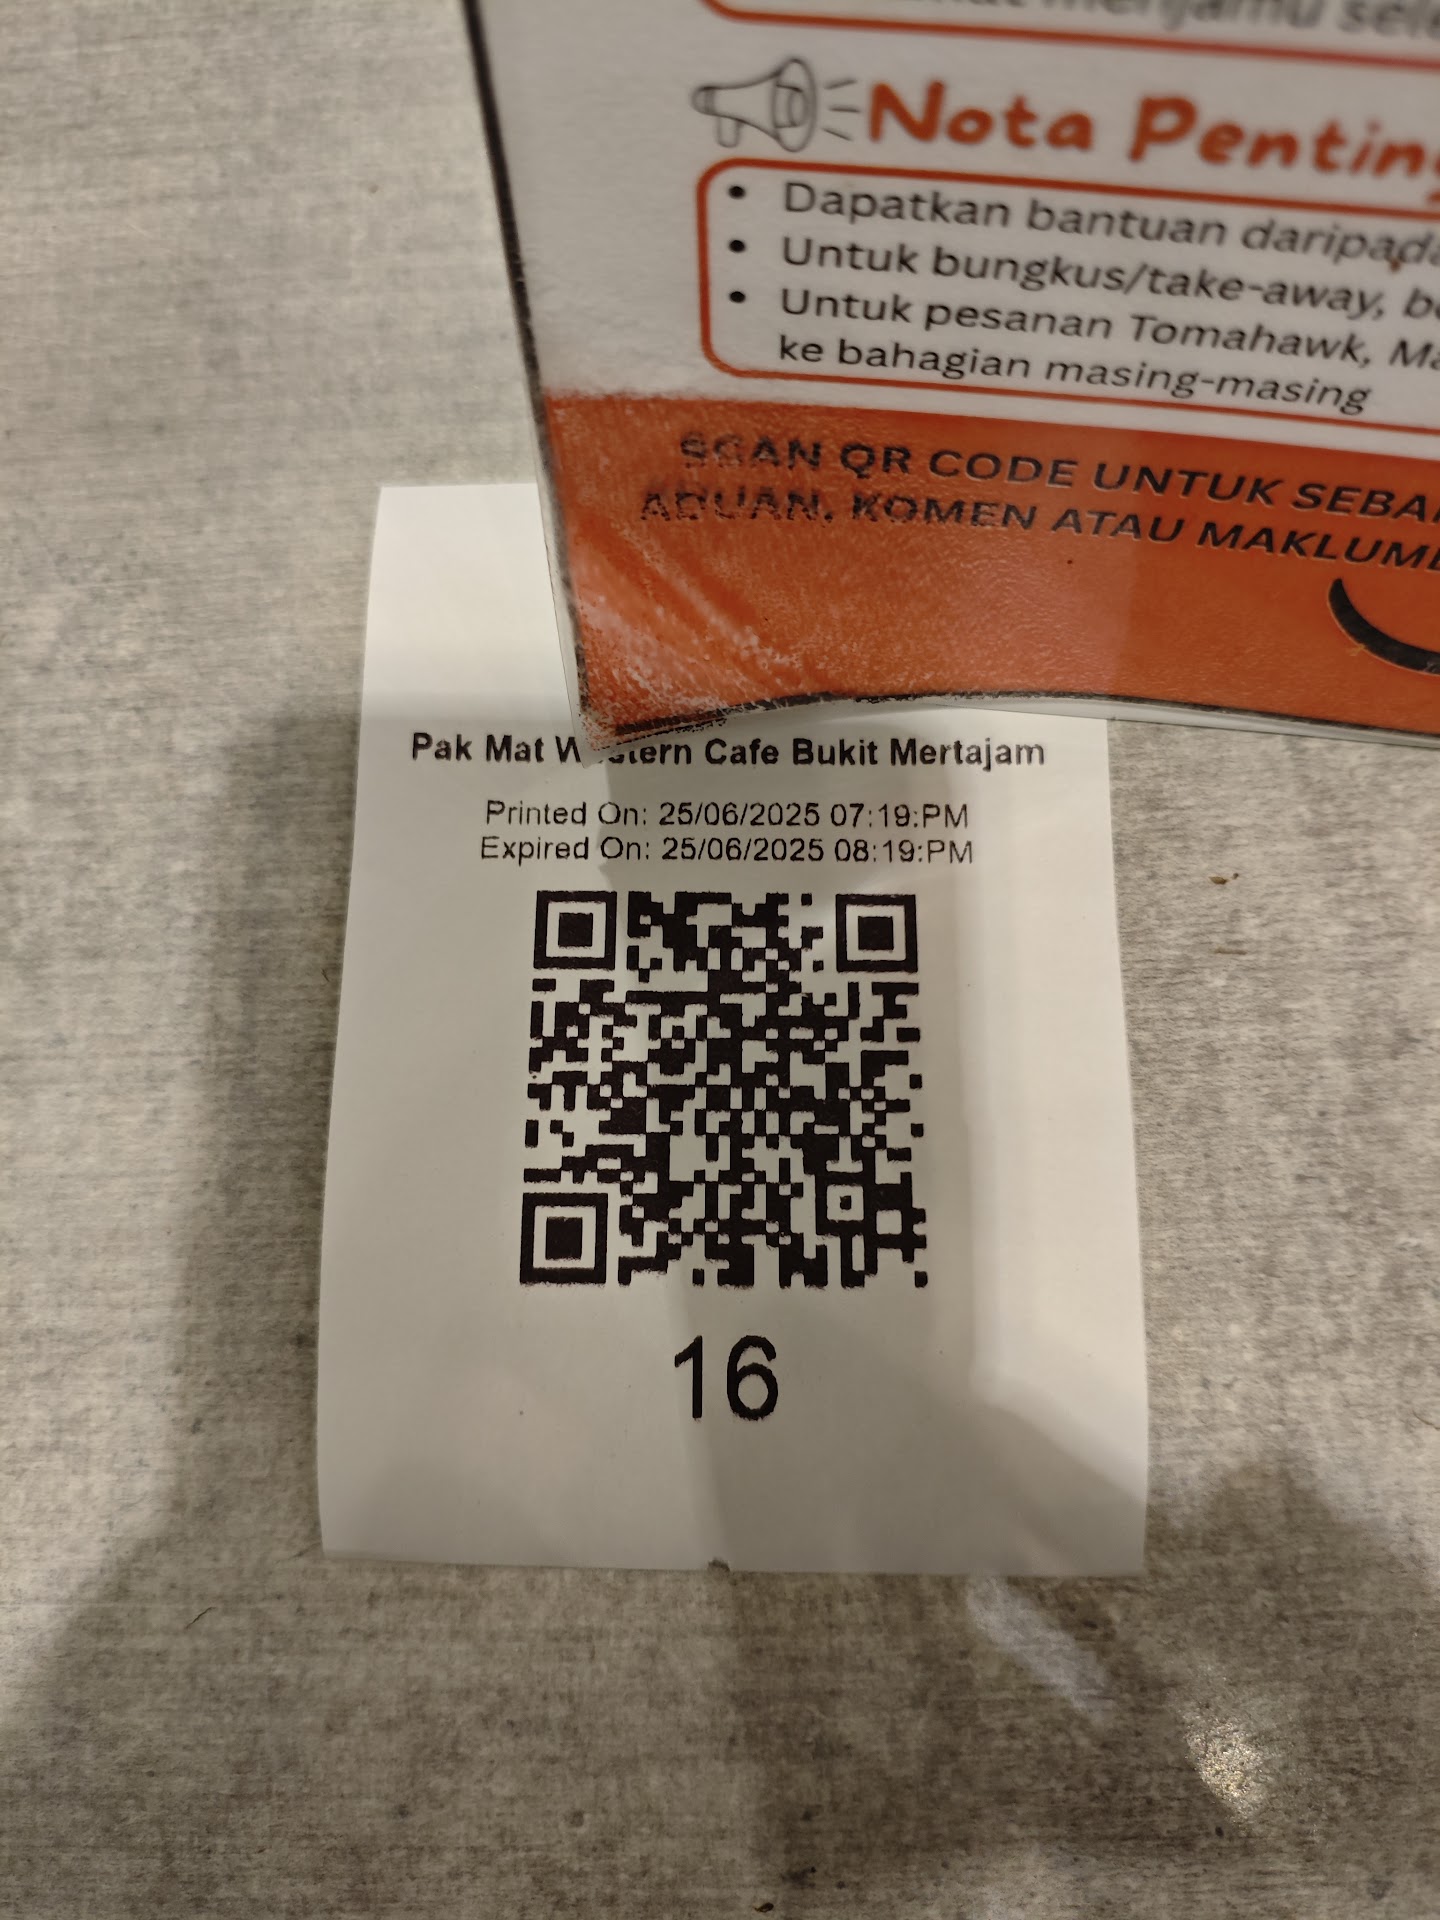 menjamu
Nota Penting
• Dapatkan bantuan daripada
• Untuk bungkus/take-away,
• Untuk pesanan Tomahawk,
ke bahagian masing-masing
SCAN QR CODE UNTUK
ADUAN, KOMEN ATAU
Pak Mat Cafe Bukit Mertajam
Printed On: 25/06/2025 07:19:PM
Expired On: 25/06/2025 08:19:PM
16